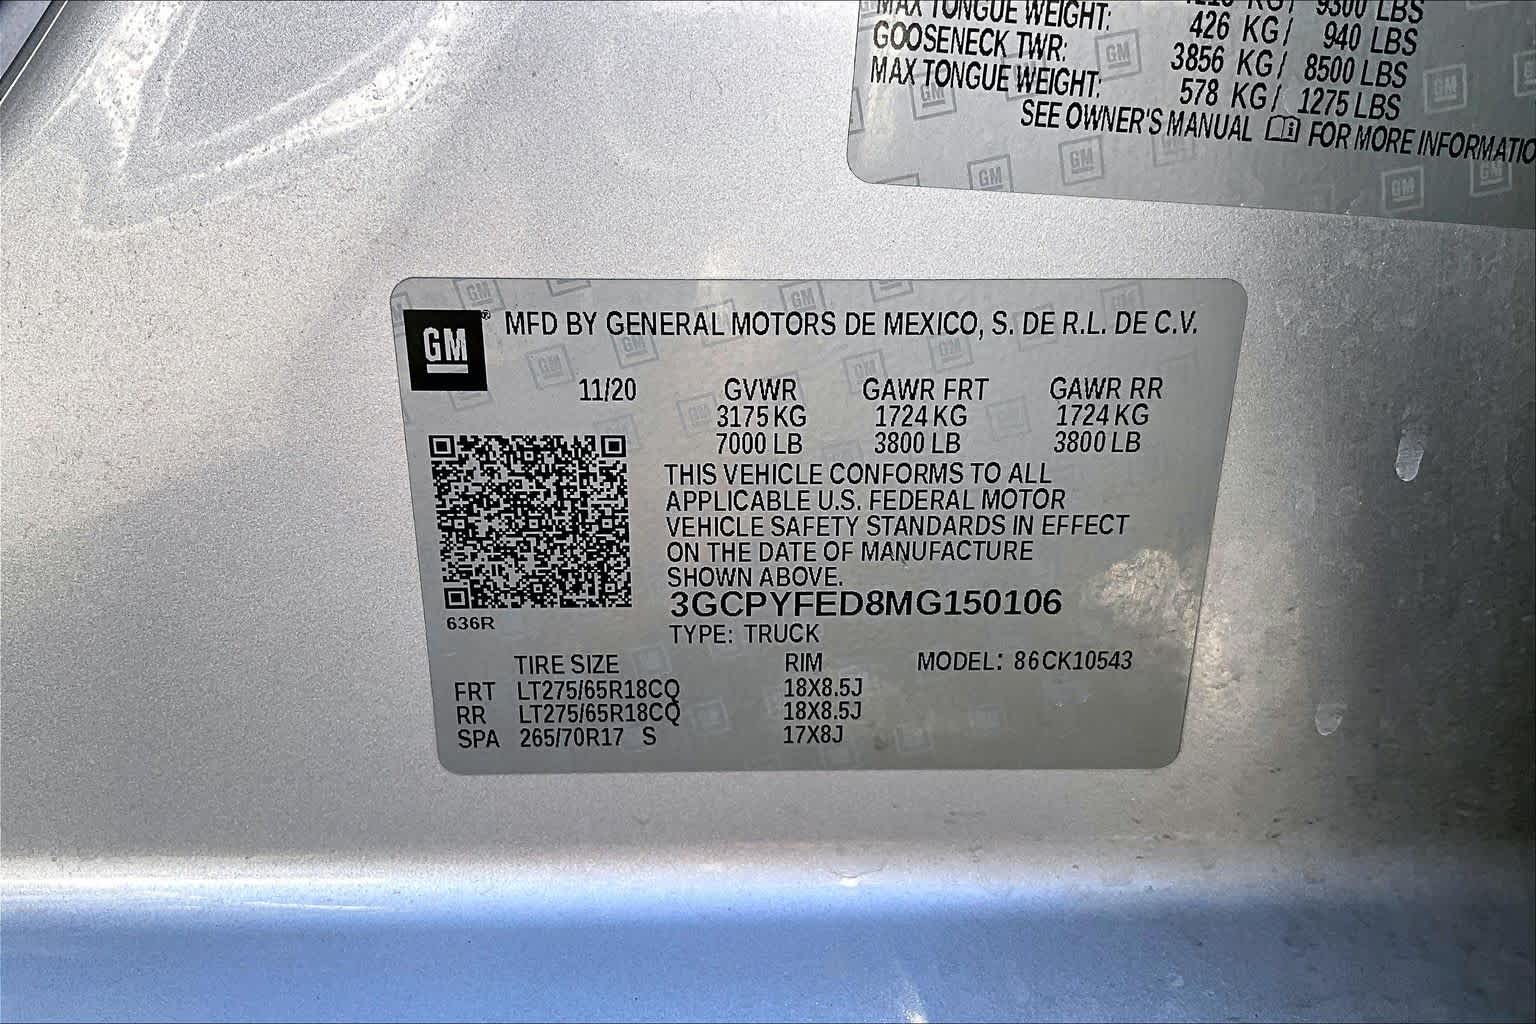 MAX TONGUE WEIGHT: 426 KG/ 940 LBS
9300 LBS
GOOSENECK TWR: 3856 KG/ 8500 LBS
MAX TONGUE WEIGHT: 578 KG/ 1275 LBS
SEE OWNER'S MANUAL FOR MORE INFORMATIO
GM® MFD BY GENERAL MOTORS DE MEXICO, S. DE R.L. DE C.V.
11/20 GVWR GAWR FRT GAWR RR
3175 KG 1724 KG 1724 KG
7000 LB 3800 LB 3800 LB
THIS VEHICLE CONFORMS TO ALL
APPLICABLE U.S. FEDERAL MOTOR
VEHICLE SAFETY STANDARDS IN EFFECT
ON THE DATE OF MANUFACTURE
SHOWN ABOVE.
3GCPYFED8MG150106
636R
TYPE: TRUCK
TIRE SIZE RIM MODEL: 86CK10543
FRT LT275/65R18CQ 18X8.5J
RR LT275/65R18CQ 18X8.5J
SPA 265/70R17 S 17X8J